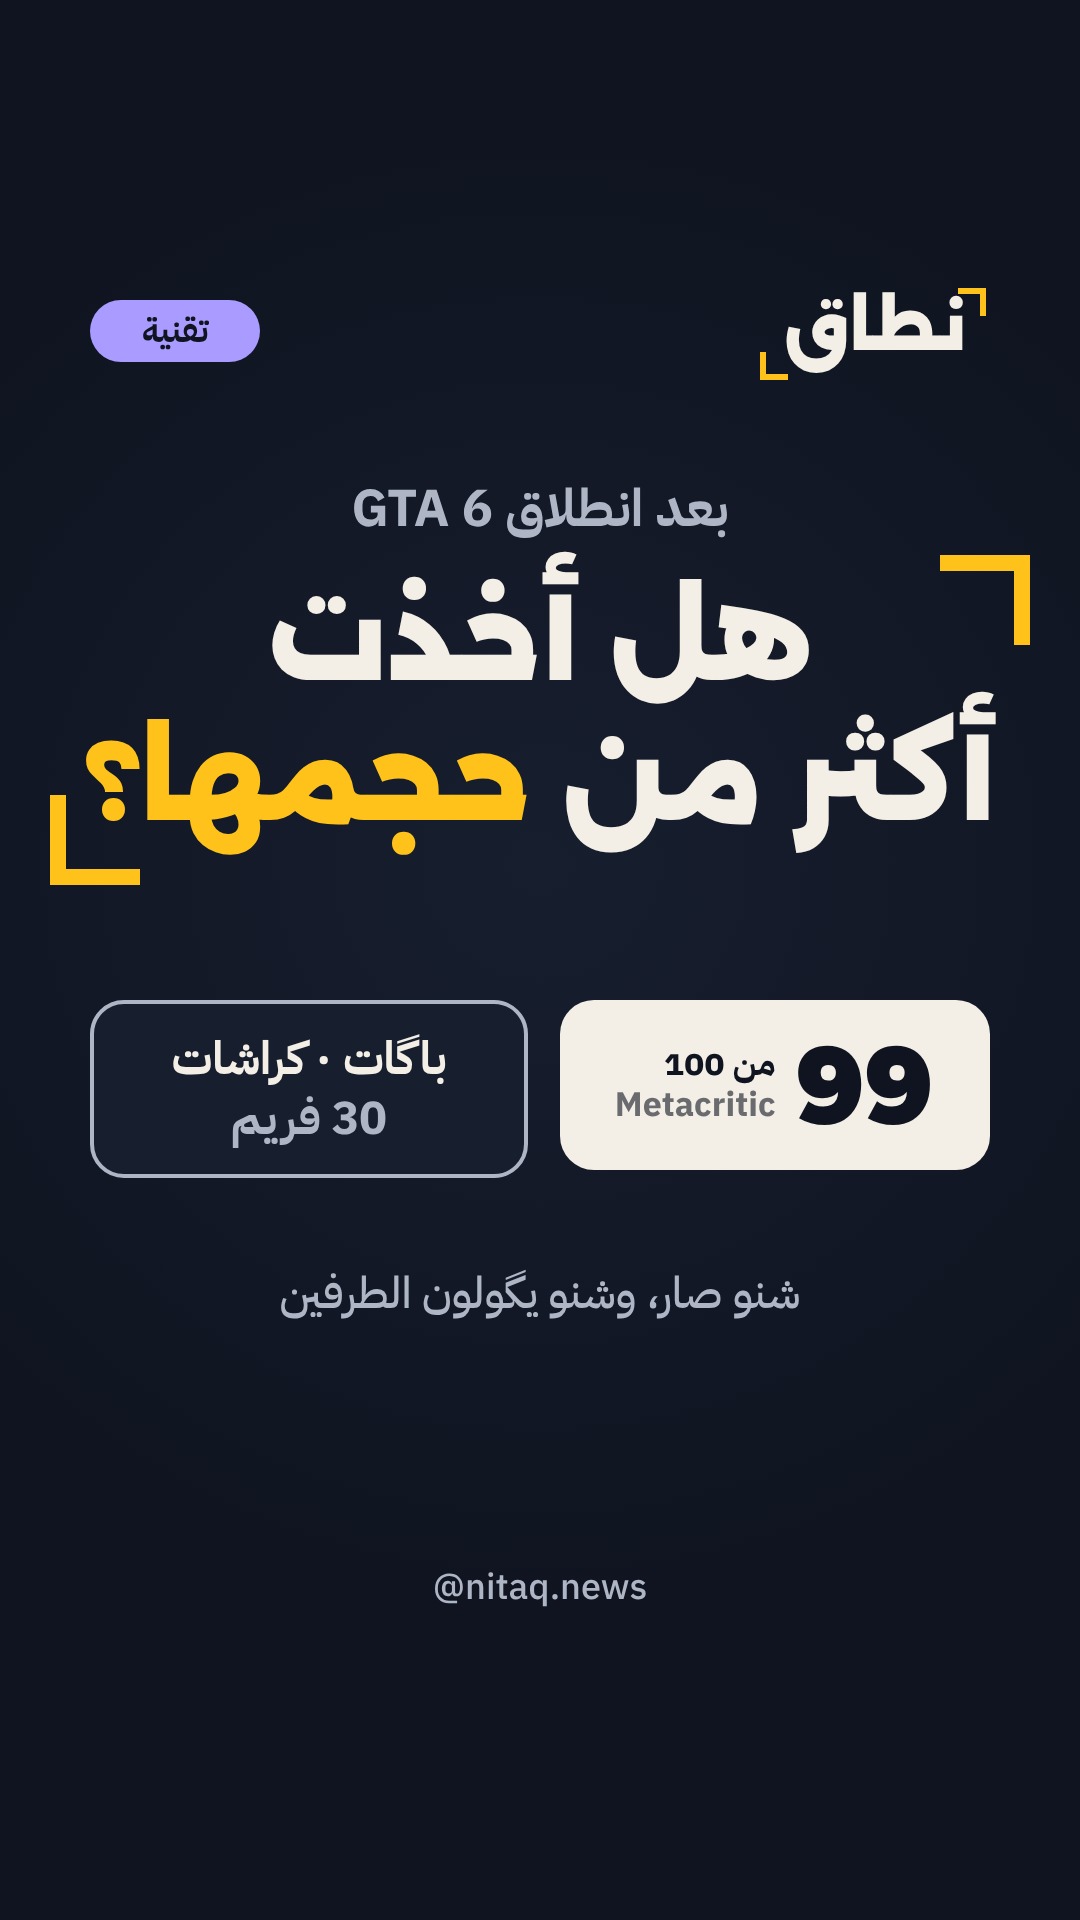 نطاق
تقنية
بعد انطلاق GTA 6
هل أخذت
أكثر من حجمها؟
99
من 100
Metacritic
باگات · كراشات
30 فريم
شنو صار، وشنو يگولون الطرفين
@nitaq.news